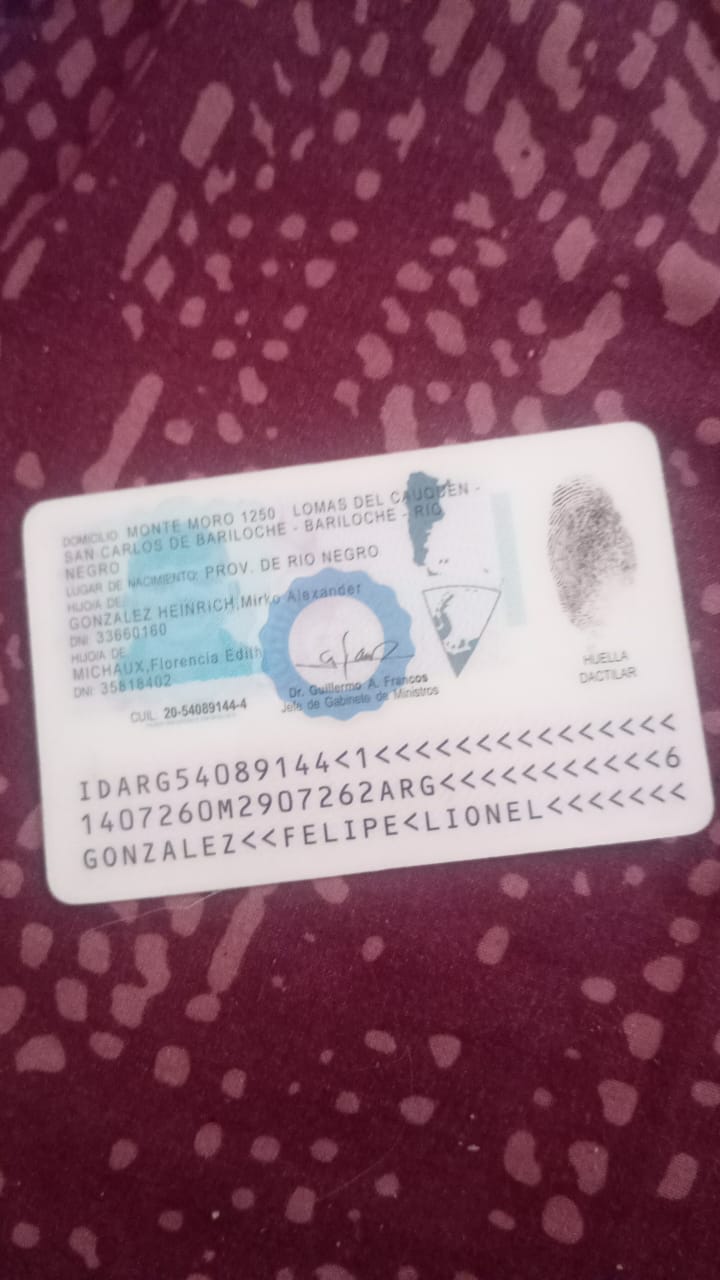 DOMICILIO: MONTE MORO 1250 LOMAS DEL CAUQUEN -
SAN CARLOS DE BARILOCHE - BARILOCHE - RIO
NEGRO
LUGAR DE NACIMIENTO: PROV. DE RIO NEGRO
HIJO/A DE:
GONZALEZ HEINRICH,Mirko Alexander
DNI: 33660160
HIJO/A DE:
MICHAUX,Florencia Edith
DNI: 35818402
CUIL: 20-54089144-4
Dr. Guillermo A. Francos
Jefe de Gabinete de Ministros
HUELLA
DACTILAR
IDARG54089144<1<<<<<<<<<<<<<<<
1407260M2907262ARG<<<<<<<<<<<6
GONZALEZ<<FELIPE<LIONEL<<<<<<<